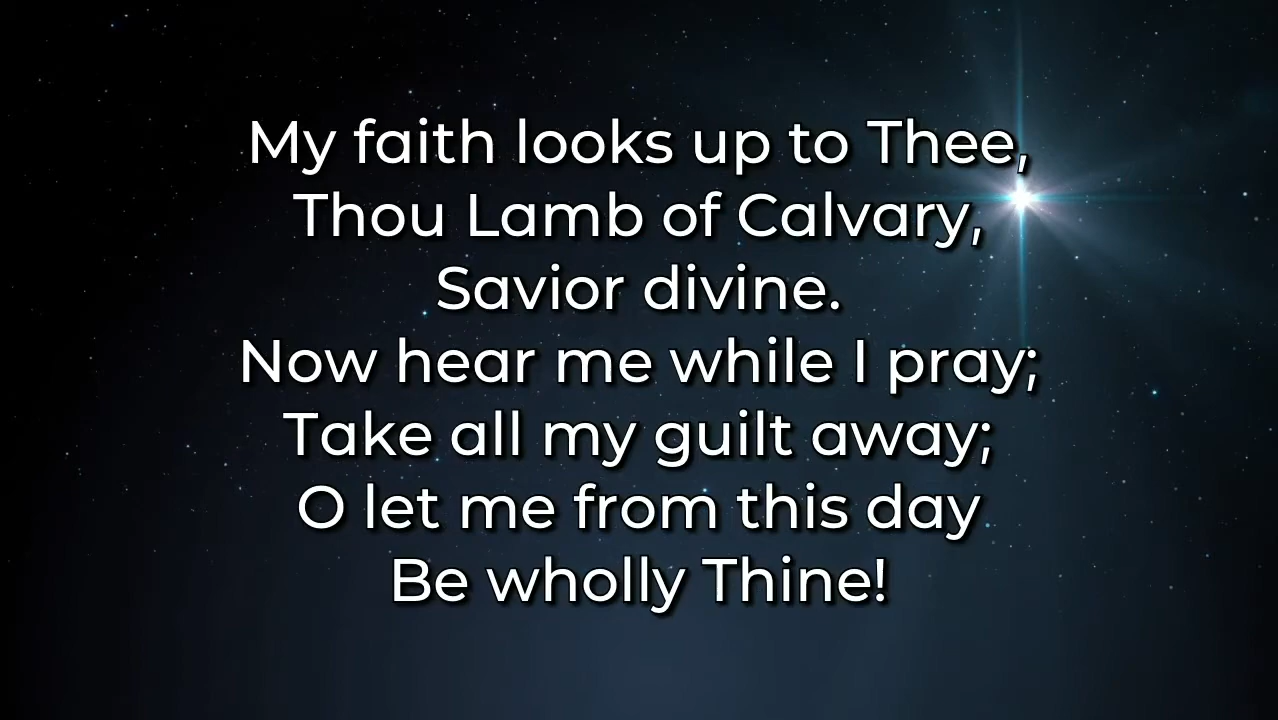 My faith looks up to Thee,
Thou Lamb of Calvary,
Savior divine.
Now hear me while I pray;
Take all my guilt away;
O let me from this day
Be wholly Thine!